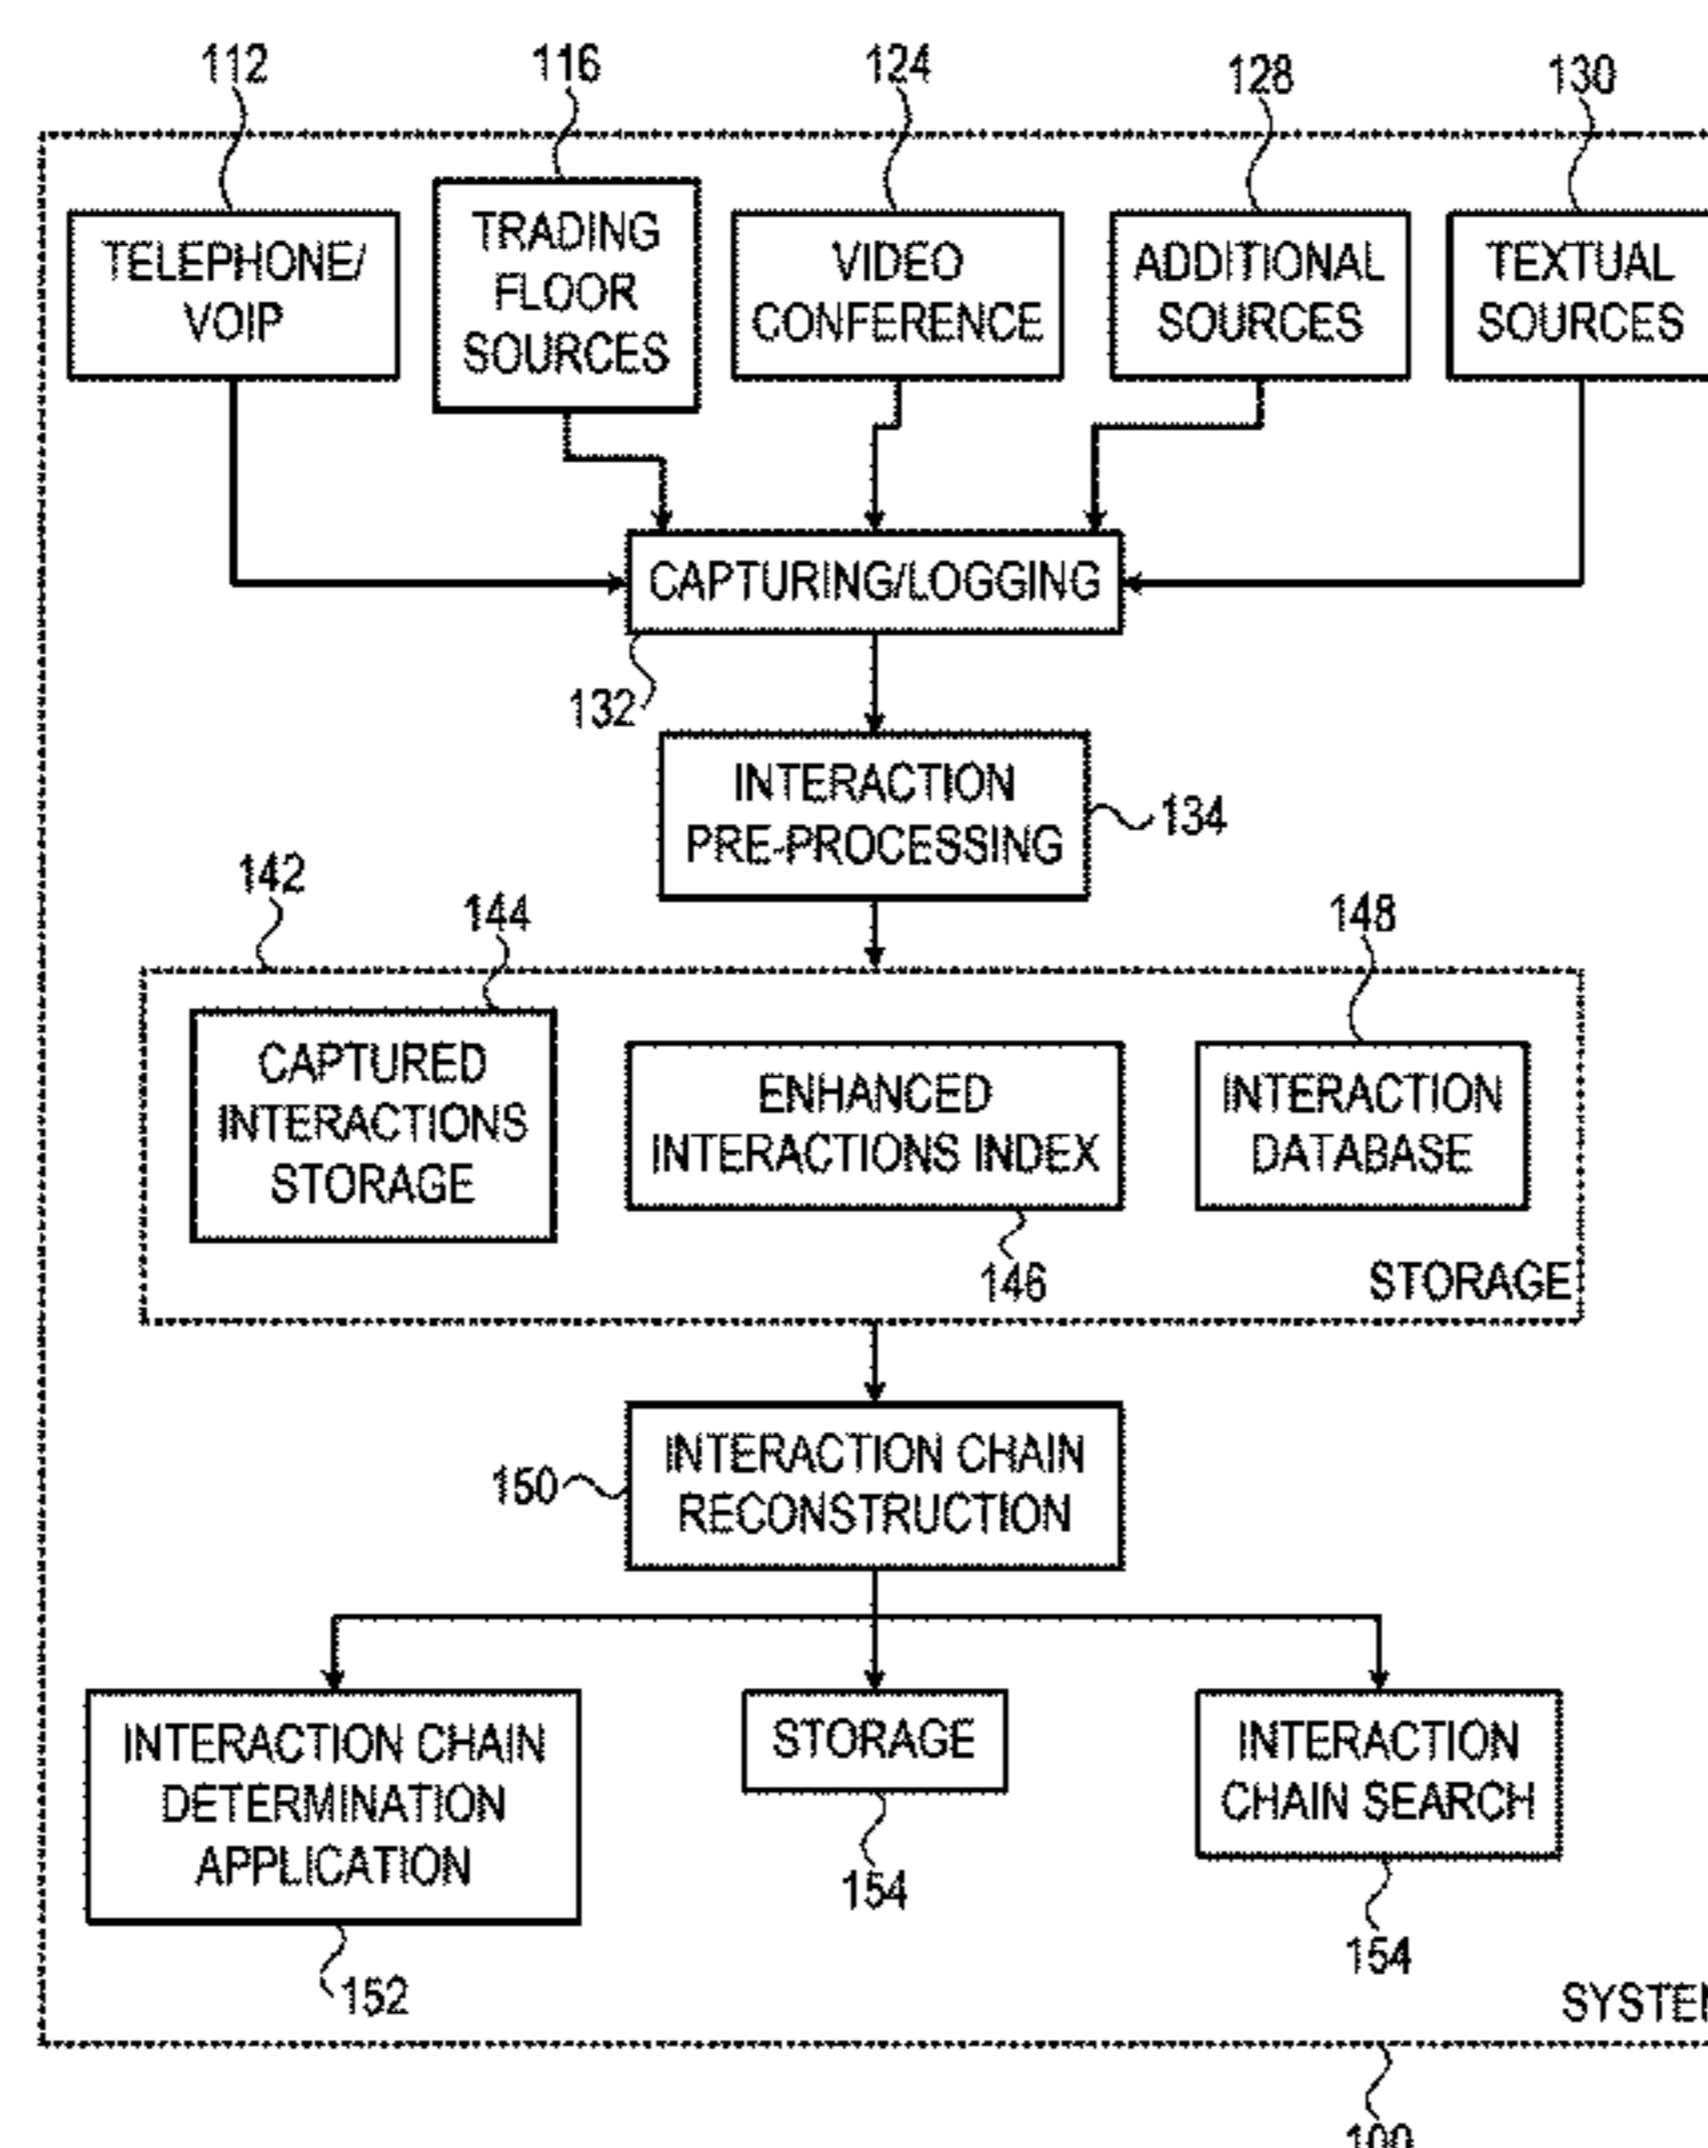 112
116
124
128
130
TELEPHONE/
VOIP
TRADING
FLOOR
SOURCES
VIDEO
CONFERENCE
ADDITIONAL
SOURCES
TEXTUAL
SOURCES
CAPTURING/LOGGING
132
INTERACTION
PRE-PROCESSING
134
142
144
148
CAPTURED
INTERACTIONS
STORAGE
ENHANCED
INTERACTIONS INDEX
INTERACTION
DATABASE
146
STORAGE
INTERACTION CHAIN
RECONSTRUCTION
150
INTERACTION CHAIN
DETERMINATION
APPLICATION
STORAGE
INTERACTION
CHAIN SEARCH
152
154
154
100